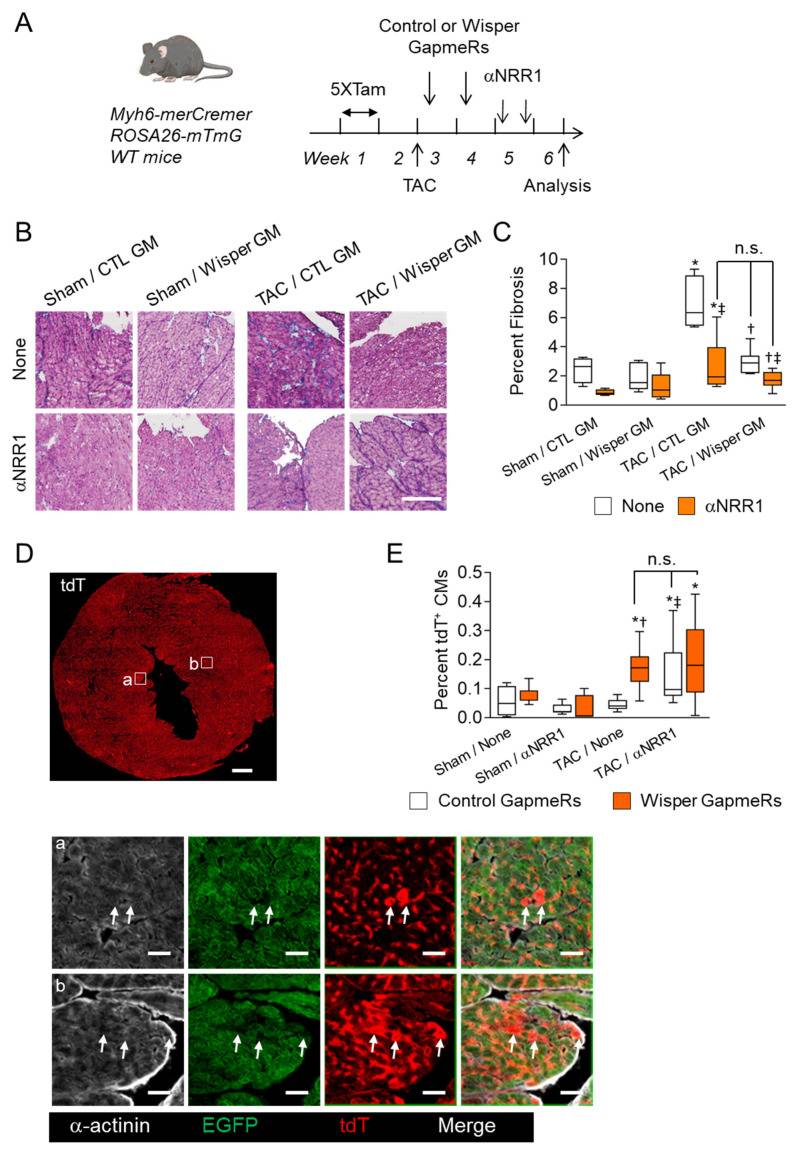 A
Myh6-merCremer
ROSA26-mTmG
WT mice
Control or Wisper
GapmeRs
5XTam
αNRR1
Week 1 2 3 4 5 6
TAC
Analysis
B
Sham / CTL GM
Sham / Wisper GM
TAC / CTL GM
TAC / Wisper GM
None
αNRR1
C
n.s.
Percent Fibrosis
10
8
6
4
2
0
*
*‡
†
†‡
Sham / CTL GM
Sham / Wisper GM
TAC / CTL GM
TAC / Wisper GM
None
αNRR1
D
tdT
a
b
E
n.s.
Percent tdT⁺ CMs
0.5
0.4
0.3
0.2
0.1
0.0
*†
*‡
*
Sham / None
Sham / αNRR1
TAC / None
TAC / αNRR1
Control GapmeRs
Wisper GapmeRs
a
b
α-actinin
EGFP
tdT
Merge